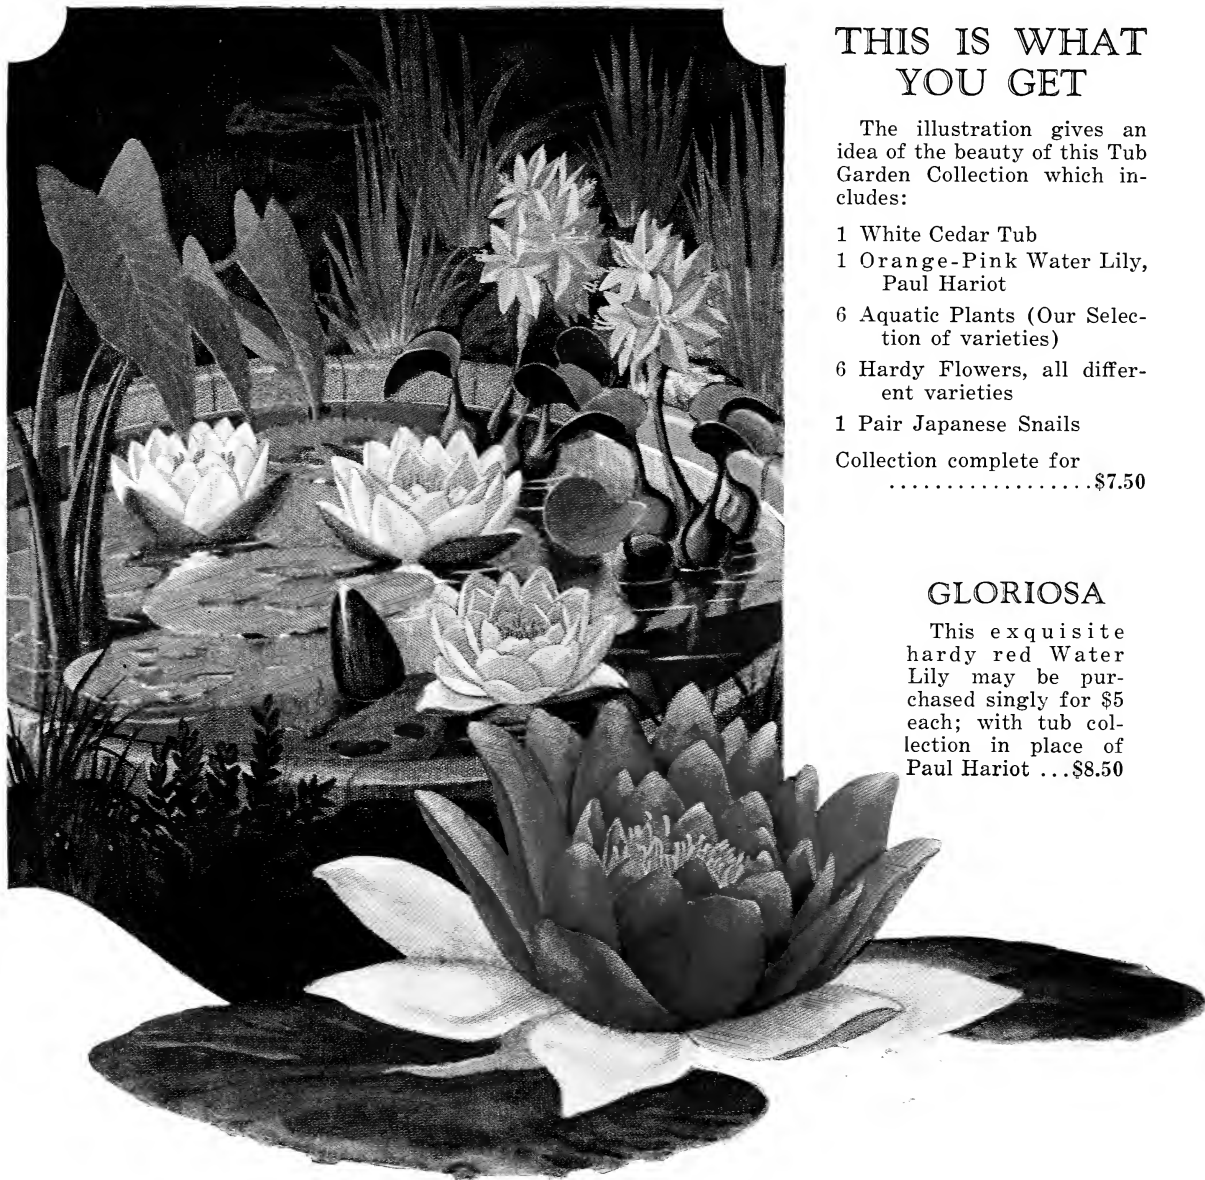 THIS IS WHAT
YOU GET
The illustration gives an
idea of the beauty of this Tub
Garden Collection which in-
cludes:
1 White Cedar Tub
1 Orange-Pink Water Lily,
Paul Hariot
6 Aquatic Plants (Our Selec-
tion of varieties)
6 Hardy Flowers, all differ-
ent varieties
1 Pair Japanese Snails
Collection complete for
..................$7.50
GLORIOSA
This exquisite
hardy red Water
Lily may be pur-
chased singly for $5
each; with tub col-
lection in place of
Paul Hariot ...$8.50